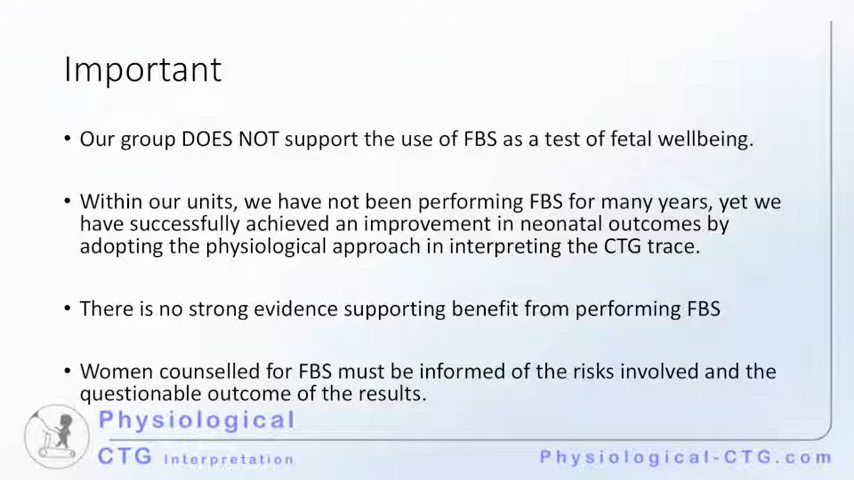 Important
• Our group DOES NOT support the use of FBS as a test of fetal wellbeing.
• Within our units, we have not been performing FBS for many years, yet we
have successfully achieved an improvement in neonatal outcomes by
adopting the physiological approach in interpreting the CTG trace.
• There is no strong evidence supporting benefit from performing FBS
• Women counselled for FBS must be informed of the risks involved and the
questionable outcome of the results.
Physiological
CTG Interpretation
Physiological-CTG.com